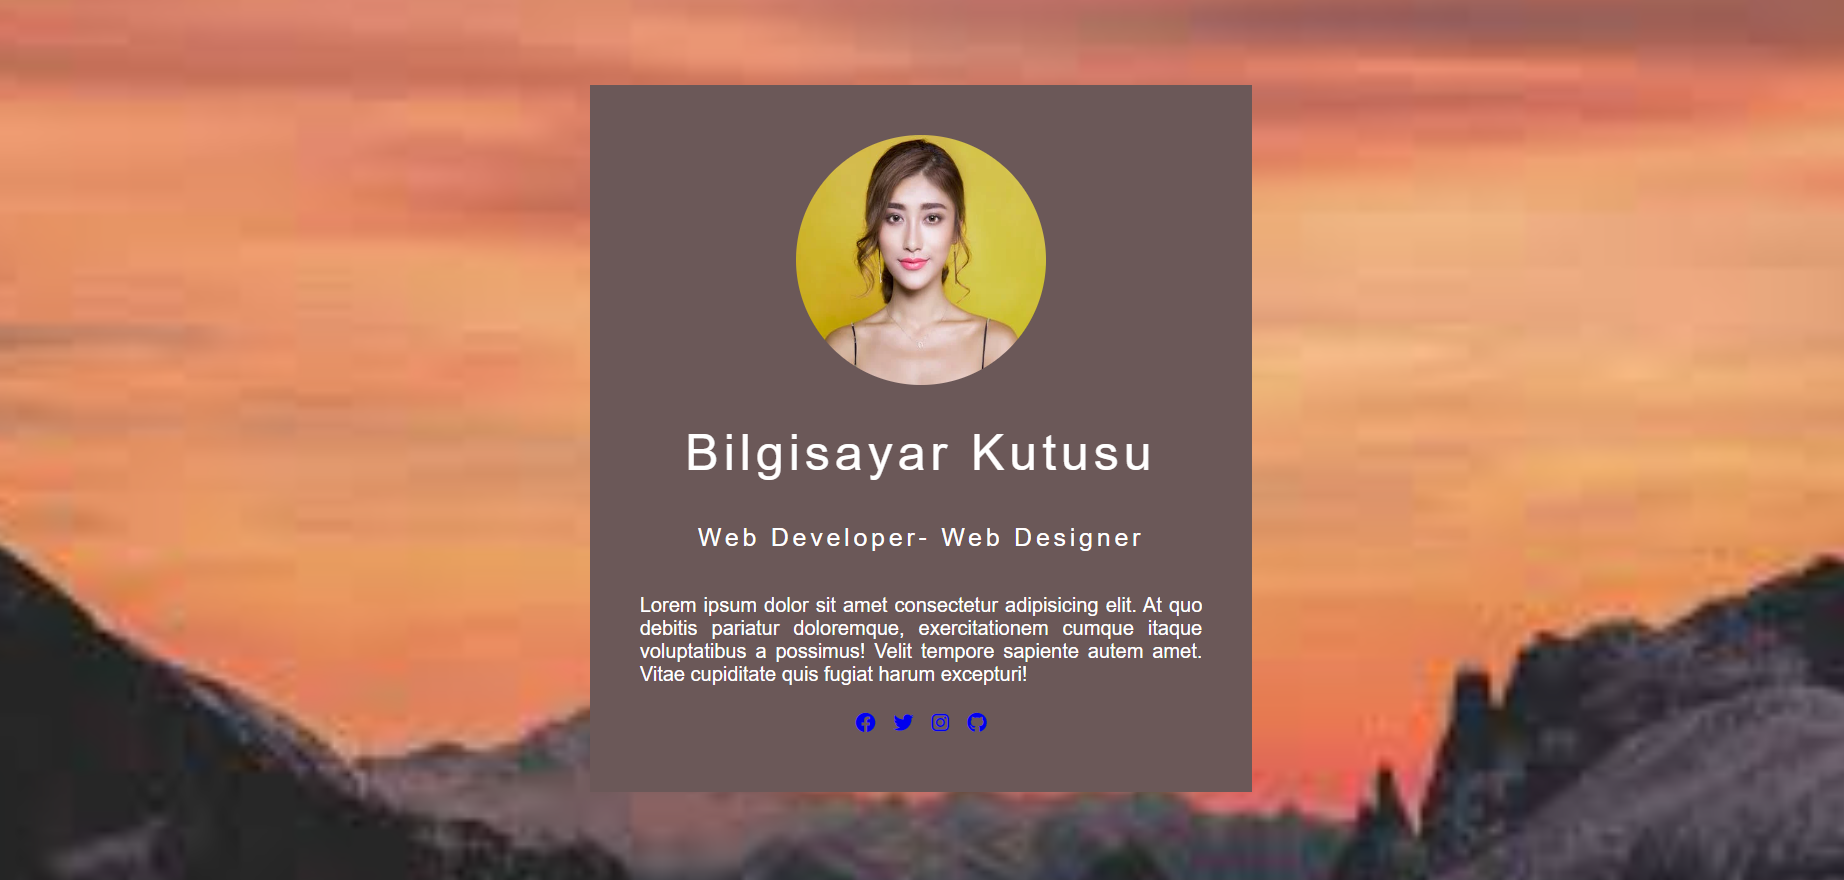 Bilgisayar Kutusu
Web Developer- Web Designer
Lorem ipsum dolor sit amet consectetur adipisicing elit. At quo
debitis pariatur doloremque, exercitationem cumque itaque
voluptatibus a possimus! Velit tempore sapiente autem amet.
Vitae cupiditate quis fugiat harum excepturi!